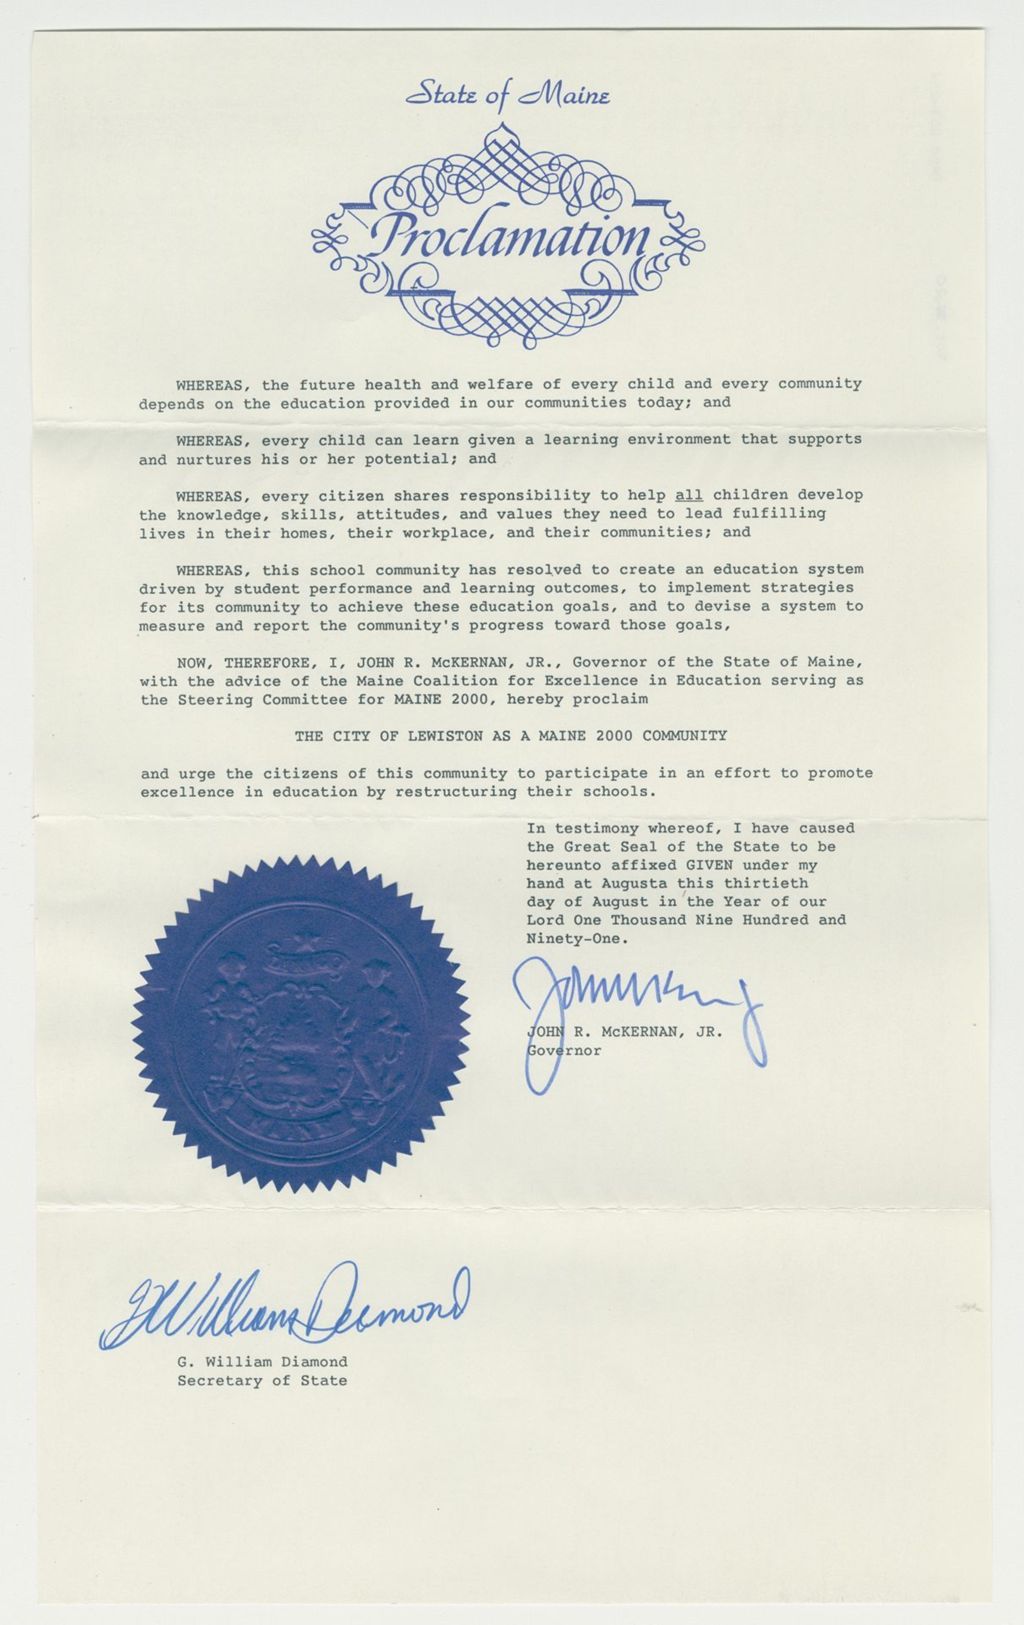 State of Maine
Proclamation
WHEREAS, the future health and welfare of every child and every community
depends on the education provided in our communities today; and
WHEREAS, every child can learn given a learning environment that supports
and nurtures his or her potential; and
WHEREAS, every citizen shares responsibility to help all children develop
the knowledge, skills, attitudes, and values they need to lead fulfilling
lives in their homes, their workplace, and their communities; and
WHEREAS, this school community has resolved to create an education system
driven by student performance and learning outcomes, to implement strategies
for its community to achieve these education goals, and to devise a system to
measure and report the community's progress toward those goals,
NOW, THEREFORE, I, JOHN R. McKERNAN, JR., Governor of the State of Maine,
with the advice of the Maine Coalition for Excellence in Education serving as
the Steering Committee for MAINE 2000, hereby proclaim
THE CITY OF LEWISTON AS A MAINE 2000 COMMUNITY
and urge the citizens of this community to participate in an effort to promote
excellence in education by restructuring their schools.
In testimony whereof, I have caused
the Great Seal of the State to be
hereunto affixed GIVEN under my
hand at Augusta this thirtieth
day of August in the Year of our
Lord One Thousand Nine Hundred and
Ninety-One.
JOHN R. McKERNAN, JR.
Governor
G William Diamond
G. William Diamond
Secretary of State